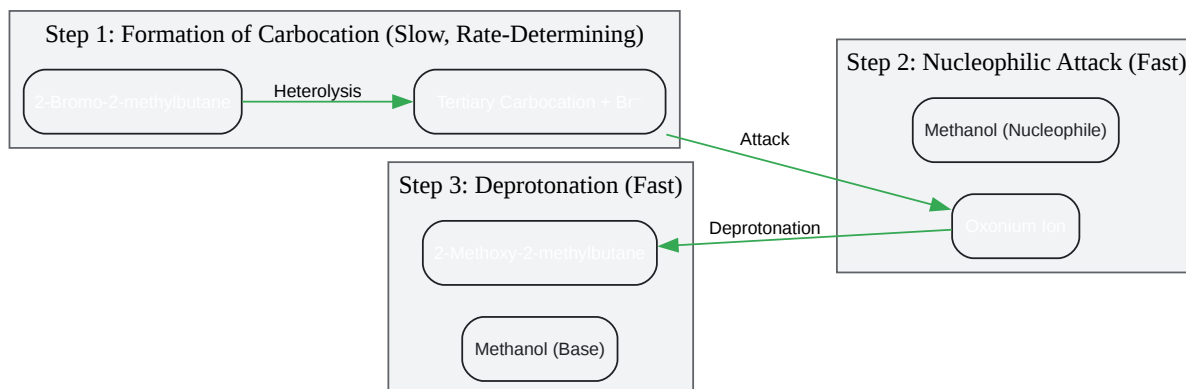 Step 1: Formation of Carbocation (Slow, Rate-Determining)
2-Bromo-2-methylbutane
Heterolysis
Tertiary Carbocation + Br⁻
Step 2: Nucleophilic Attack (Fast)
Methanol (Nucleophile)
Attack
Oxonium Ion
Step 3: Deprotonation (Fast)
Deprotonation
2-Methoxy-2-methylbutane
Methanol (Base)